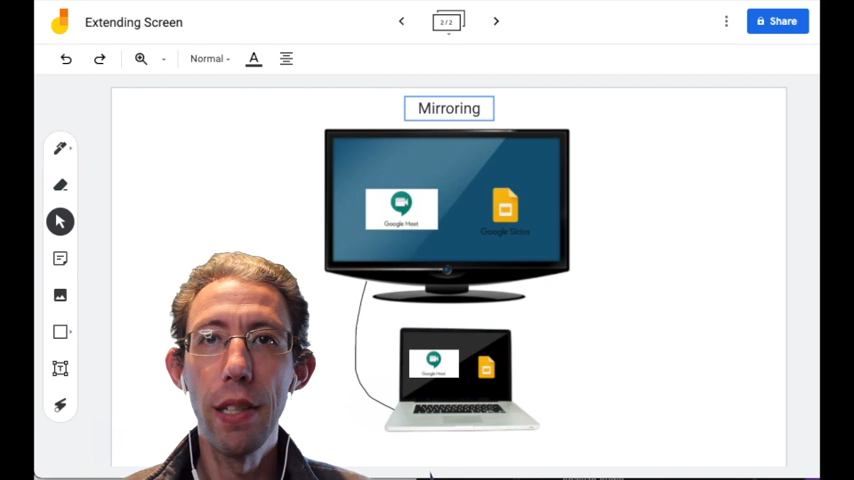 Extending Screen
2/2
Share
Normal
A
Mirroring
Google Meet
Google Slides
Google Meet